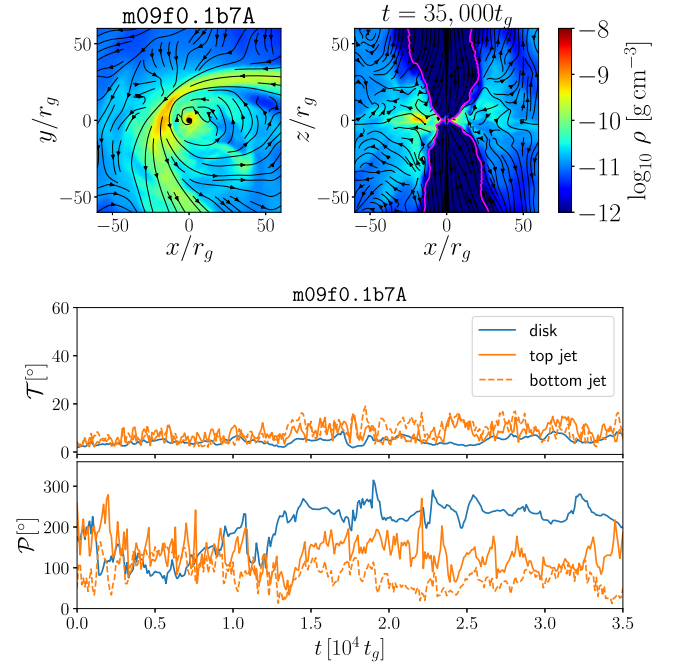 m09f0.1b7A
t = 35,000t_g
50
0
−50
y/r_g
−50 0 50
x/r_g
50
0
−50
z/r_g
−50 0 50
x/r_g
−8
−9
−10
−11
−12
log₁₀ ρ [g cm⁻³]
m09f0.1b7A
60
40
20
0
𝒯[°]
disk
top jet
bottom jet
300
200
100
0
𝒫[°]
0.0 0.5 1.0 1.5 2.0 2.5 3.0 3.5
t [10⁴ t_g]